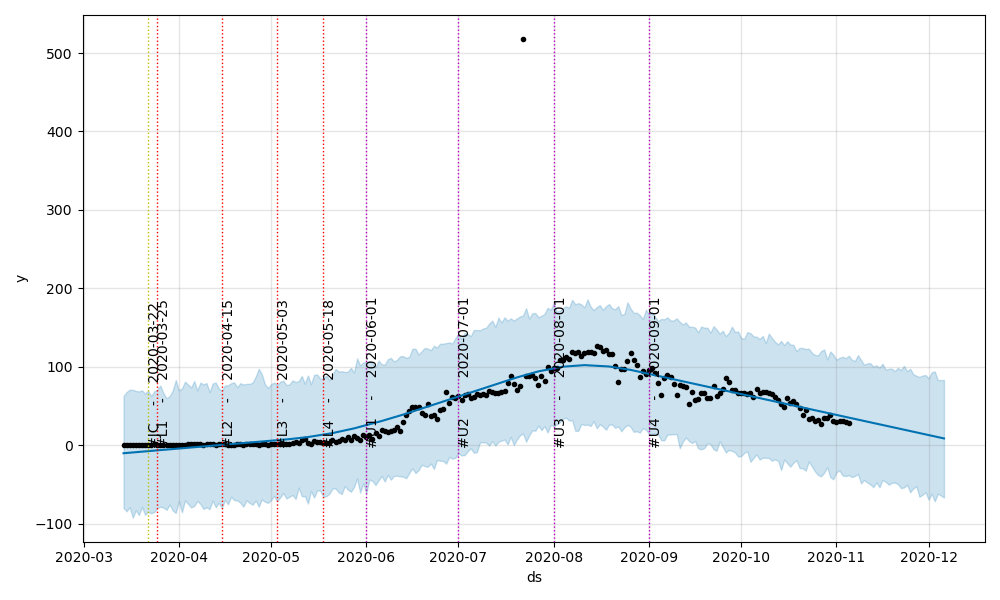 500
400
300
200
100
0
−100
y
#JC - 2020-03-22
#L1 - 2020-03-25
#L2 - 2020-04-15
#L3 - 2020-05-03
#L4 - 2020-05-18
#U1 - 2020-06-01
#U2 - 2020-07-01
#U3 - 2020-08-01
#U4 - 2020-09-01
2020-03 2020-04 2020-05 2020-06 2020-07 2020-08 2020-09 2020-10 2020-11 2020-12
ds